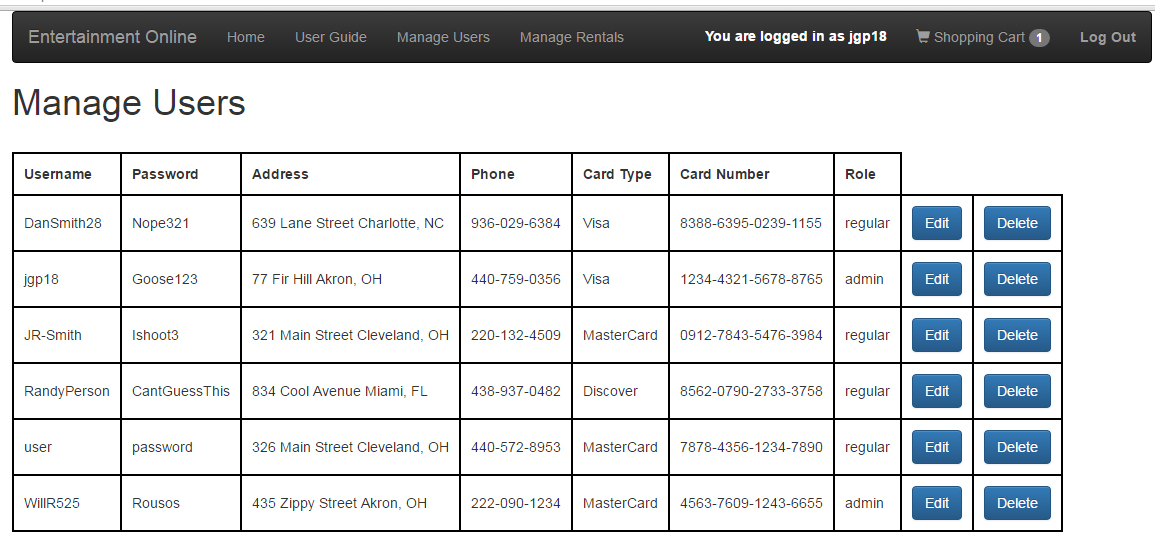 Entertainment Online Home User Guide Manage Users Manage Rentals You are logged in as jgp18 Shopping Cart 1 Log Out
Manage Users
Username Password Address Phone Card Type Card Number Role
DanSmith28 Nope321 639 Lane Street Charlotte, NC 936-029-6384 Visa 8388-6395-0239-1155 regular Edit Delete
jgp18 Goose123 77 Fir Hill Akron, OH 440-759-0356 Visa 1234-4321-5678-8765 admin Edit Delete
JR-Smith Ishoot3 321 Main Street Cleveland, OH 220-132-4509 MasterCard 0912-7843-5476-3984 regular Edit Delete
RandyPerson CantGuessThis 834 Cool Avenue Miami, FL 438-937-0482 Discover 8562-0790-2733-3758 regular Edit Delete
user password 326 Main Street Cleveland, OH 440-572-8953 MasterCard 7878-4356-1234-7890 regular Edit Delete
WillR525 Rousos 435 Zippy Street Akron, OH 222-090-1234 MasterCard 4563-7609-1243-6655 admin Edit Delete